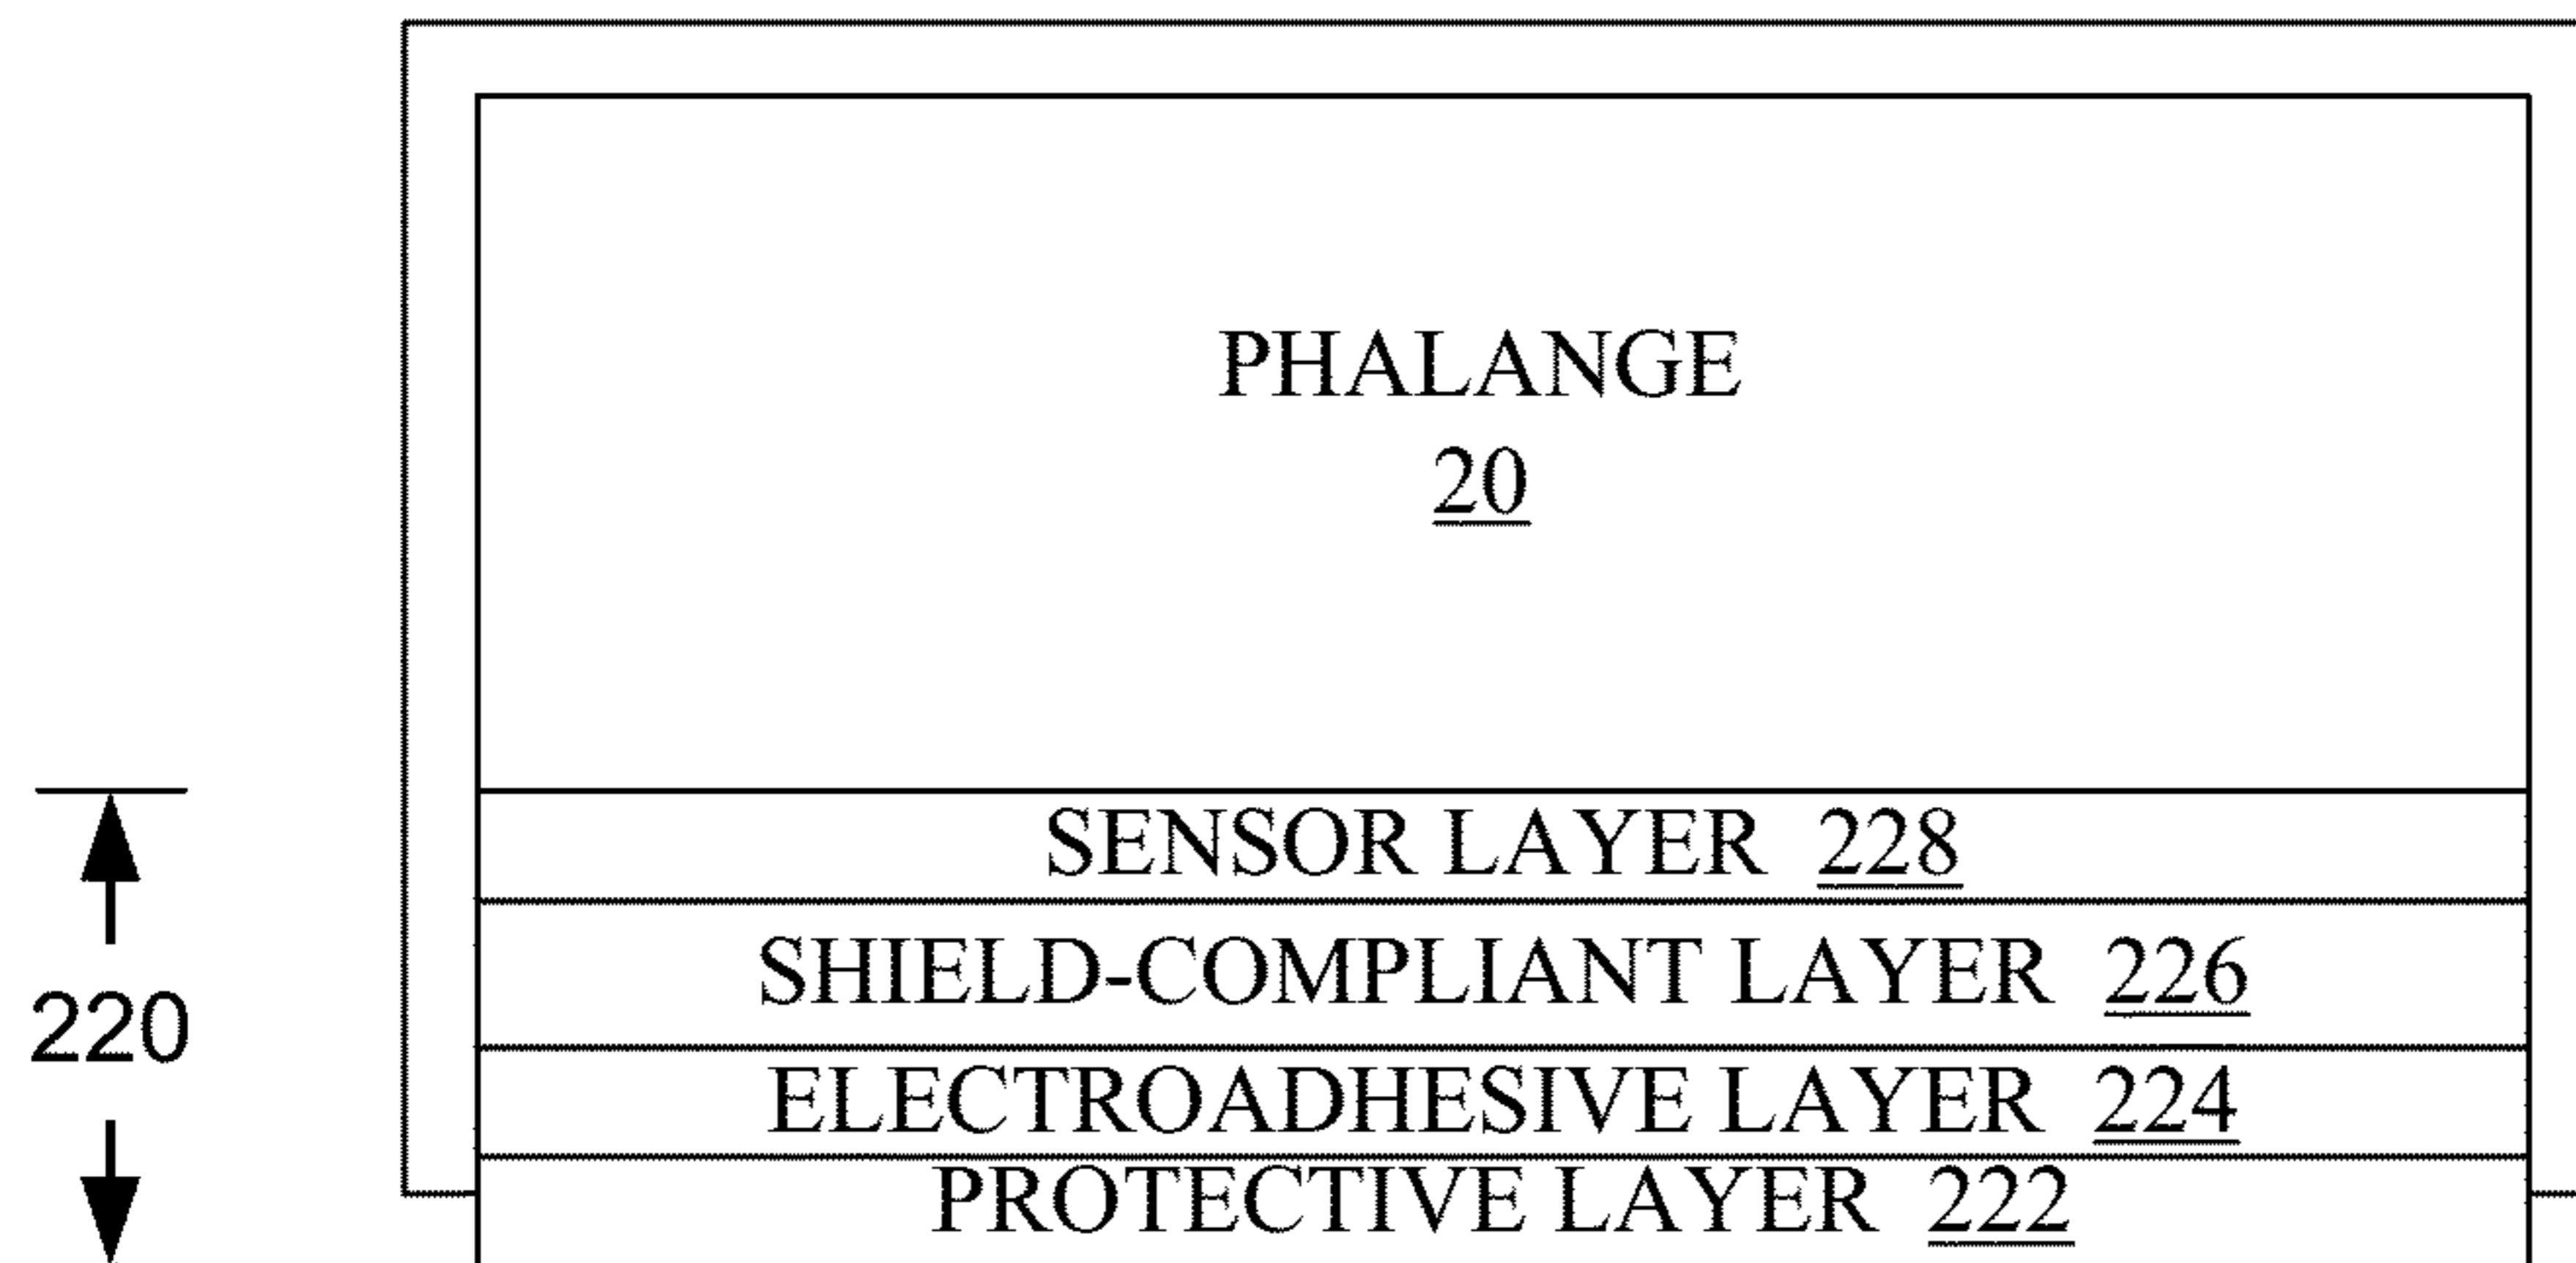 PHALANGE
20
SENSOR LAYER 228
SHIELD-COMPLIANT LAYER 226
220
ELECTROADHESIVE LAYER 224
PROTECTIVE LAYER 222